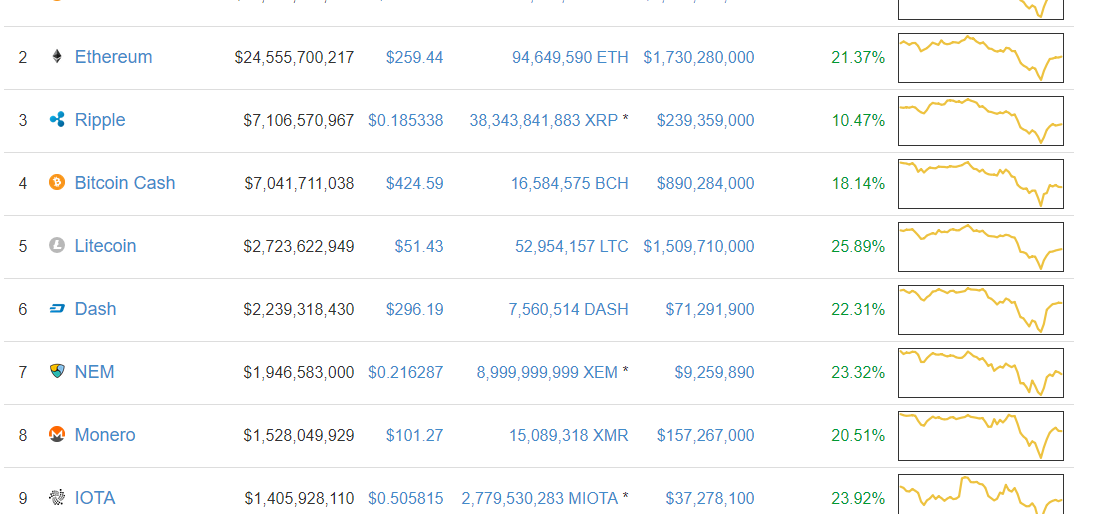 2 Ethereum $24,555,700,217 $259.44 94,649,590 ETH $1,730,280,000 21.37%
3 Ripple $7,106,570,967 $0.185338 38,343,841,883 XRP * $239,359,000 10.47%
4 Bitcoin Cash $7,041,711,038 $424.59 16,584,575 BCH $890,284,000 18.14%
5 Litecoin $2,723,622,949 $51.43 52,954,157 LTC $1,509,710,000 25.89%
6 Dash $2,239,318,430 $296.19 7,560,514 DASH $71,291,900 22.31%
7 NEM $1,946,583,000 $0.216287 8,999,999,999 XEM * $9,259,890 23.32%
8 Monero $1,528,049,929 $101.27 15,089,318 XMR $157,267,000 20.51%
9 IOTA $1,405,928,110 $0.505815 2,779,530,283 MIOTA * $37,278,100 23.92%